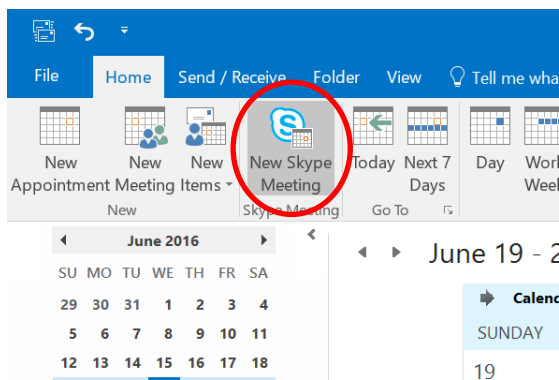 File Home Send / Receive Folder View Tell me wha
New Appointment
New Meeting
New Items
New Skype Meeting
Today
Next 7 Days
Day
Work Week
New
Skype Meeting
Go To
June 2016
SU MO TU WE TH FR SA
29 30 31 1 2 3 4
5 6 7 8 9 10 11
12 13 14 15 16 17 18
June 19 - 2
Calend
SUNDAY
19